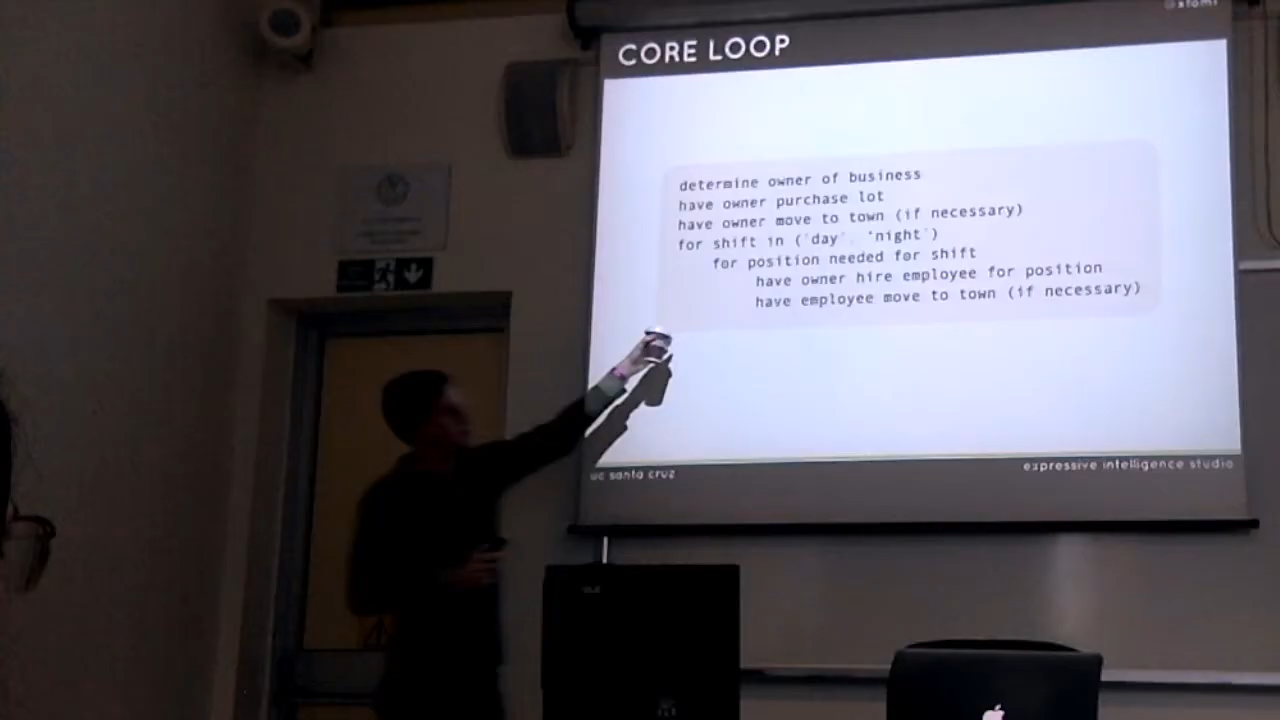 CORE LOOP
determine owner of business
have owner purchase lot
have owner move to town (if necessary)
for shift in ('day', 'night')
for position needed for shift
have owner hire employee for position
have employee move to town (if necessary)
uc santa cruz
expressive intelligence studio